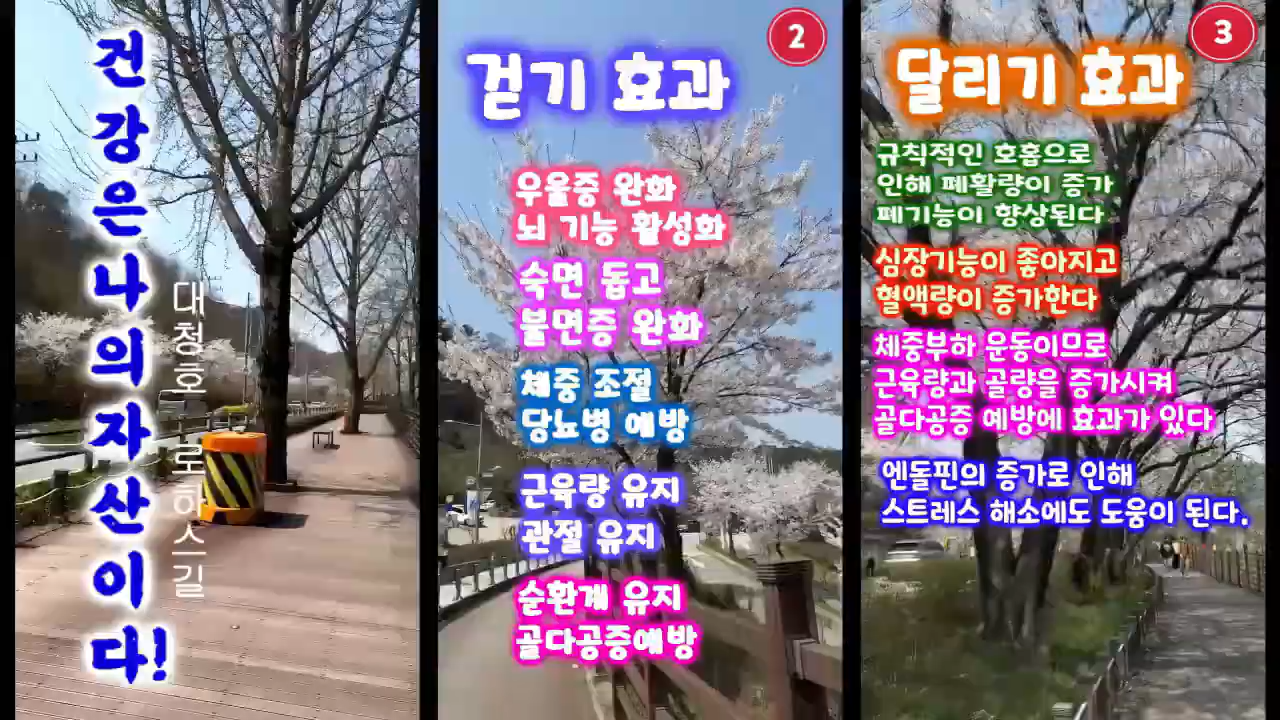 건강은나의자산이다!
대청호 로하스길
2
걷기 효과
우울증 완화
뇌 기능 활성화
숙면 돕고
불면증 완화
체중 조절
당뇨병 예방
근육량 유지
관절 유지
순환계 유지
골다공증예방
3
달리기 효과
규칙적인 호흡으로
인해 폐활량이 증가
폐기능이 향상된다
심장기능이 좋아지고
혈액량이 증가한다
체중부하 운동이므로
근육량과 골량을 증가시켜
골다공증 예방에 효과가 있다
엔돌핀의 증가로 인해
스트레스 해소에도 도움이 된다.